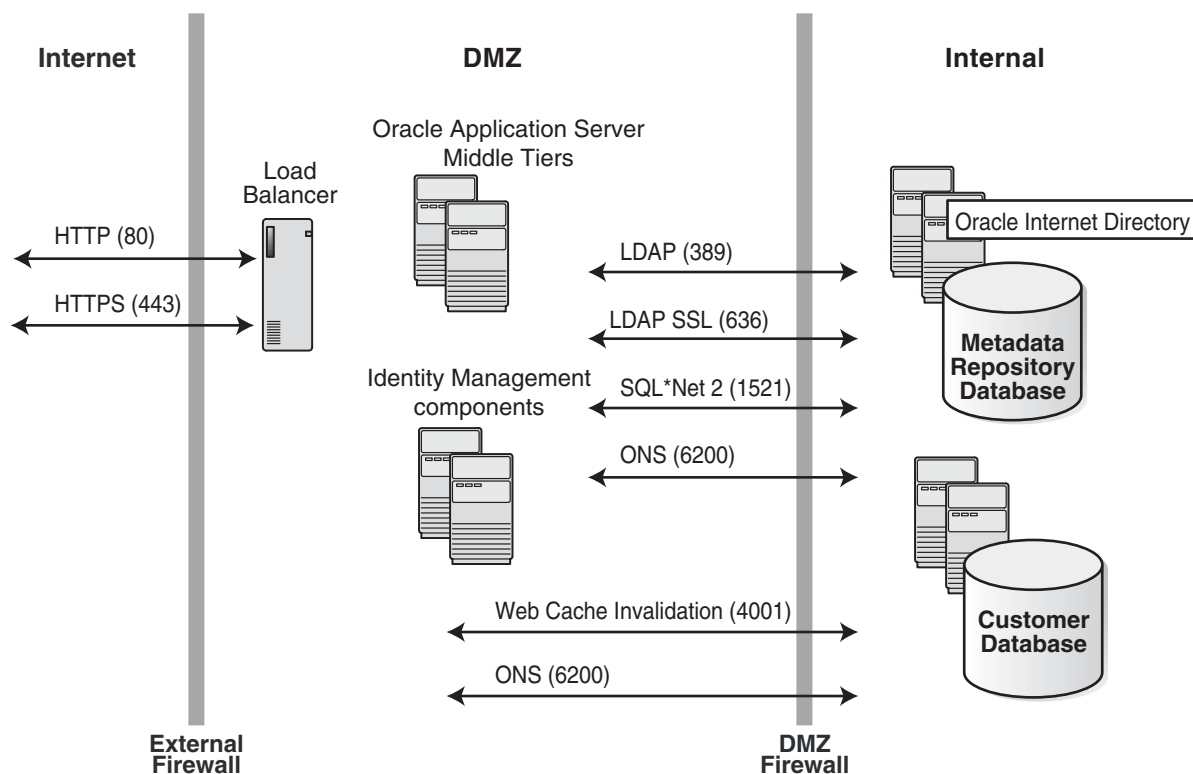 Internet
DMZ
Internal
Oracle Application Server
Middle Tiers
Load
Balancer
Oracle Internet Directory
HTTP (80)
LDAP (389)
HTTPS (443)
LDAP SSL (636)
Metadata
Repository
Database
Identity Management
components
SQL*Net 2 (1521)
ONS (6200)
Web Cache Invalidation (4001)
Customer
Database
ONS (6200)
External
Firewall
DMZ
Firewall